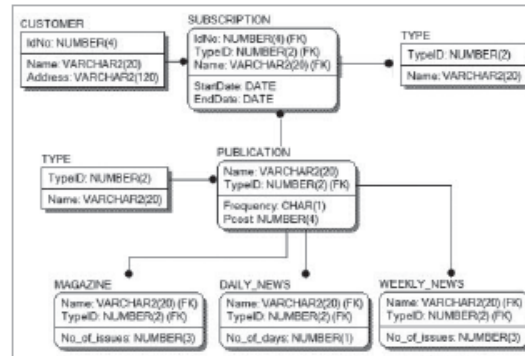 CUSTOMER
IdNo: NUMBER(4)
Name: VARCHAR2(20)
Address: VARCHAR2(120)
SUBSCRIPTION
IdNo: NUMBER(4) (FK)
TypeID: NUMBER(2) (FK)
Name: VARCHAR2(20) (FK)
StartDate: DATE
EndDate: DATE
TYPE
TypeID: NUMBER(2)
Name: VARCHAR2(20)
TYPE
TypeID: NUMBER(2)
Name: VARCHAR2(20)
PUBLICATION
Name: VARCHAR2(20)
TypeID: NUMBER(2) (FK)
Frequency: CHAR(1)
Pcost: NUMBER(4)
MAGAZINE
Name: VARCHAR2(20) (FK)
TypeID: NUMBER(2) (FK)
No_of_issues: NUMBER(3)
DAILY_NEWS
Name: VARCHAR2(20) (FK)
TypeID: NUMBER(2) (FK)
No_of_days: NUMBER(1)
WEEKLY_NEWS
Name: VARCHAR2(20) (FK)
TypeID: NUMBER(2) (FK)
No_of_issues: NUMBER(3)